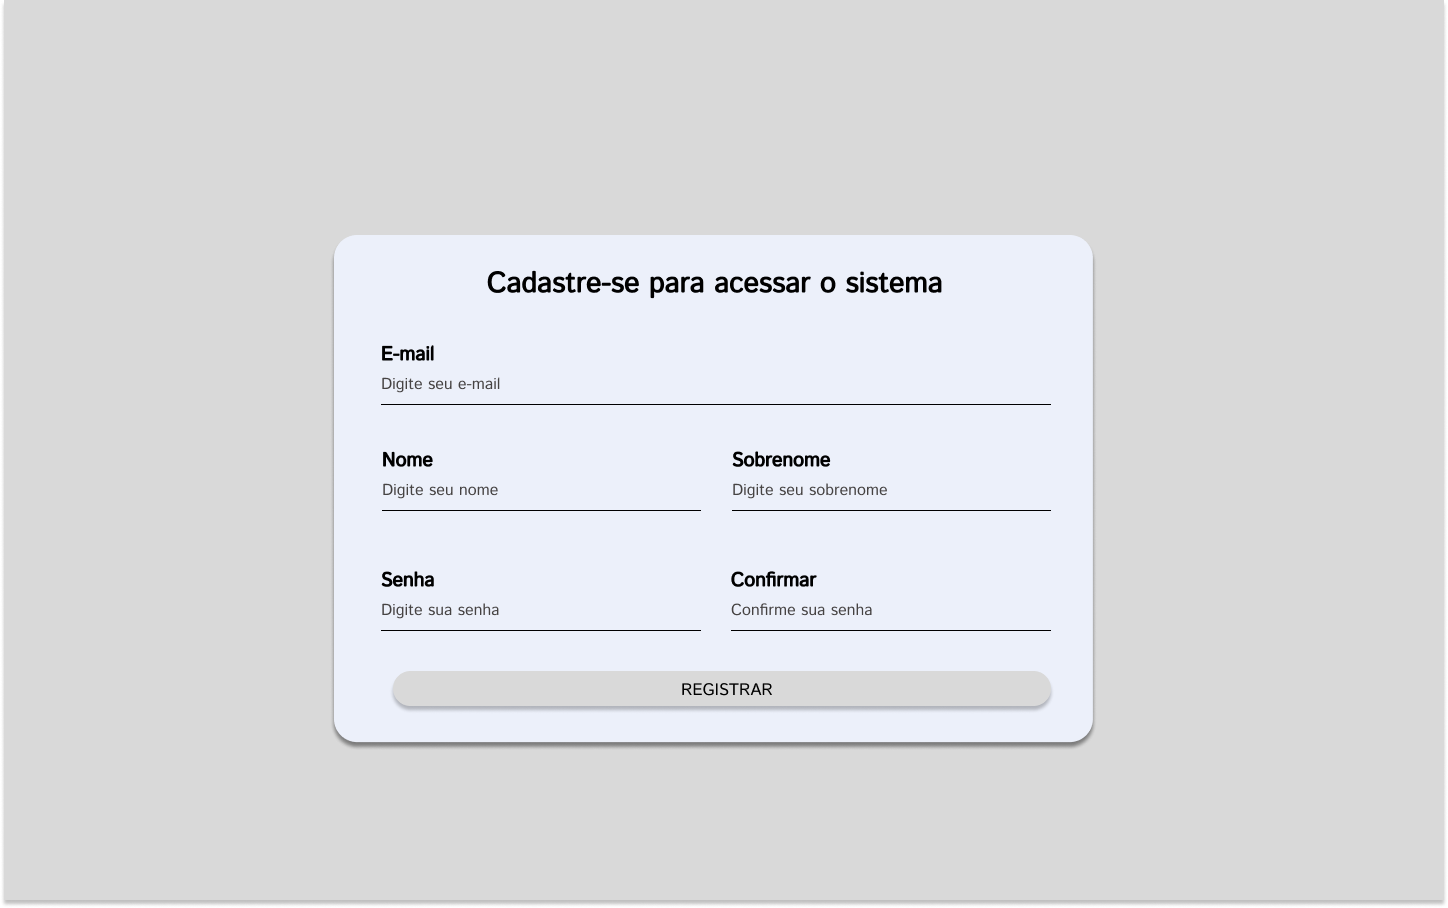 Cadastre-se para acessar o sistema
E-mail
Digite seu e-mail
Nome
Sobrenome
Digite seu nome
Digite seu sobrenome
Senha
Confirmar
Digite sua senha
Confirme sua senha
REGISTRAR